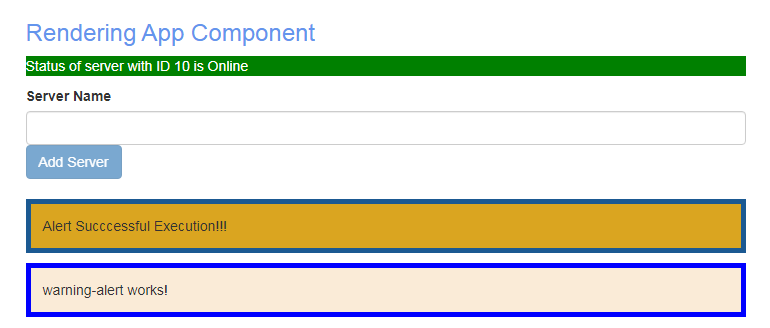 Rendering App Component
Status of server with ID 10 is Online
Server Name
Add Server
Alert Succcessful Execution!!!
warning-alert works!